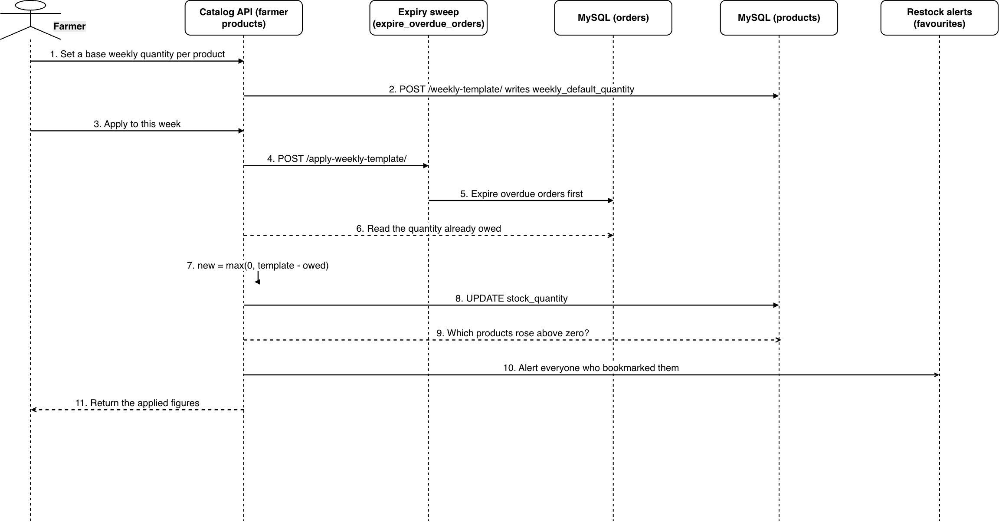 Farmer
Catalog API (farmer
products)
Expiry sweep
(expire_overdue_orders)
MySQL (orders)
MySQL (products)
Restock alerts
(favourites)
1. Set a base weekly quantity per product
2. POST /weekly-template/ writes weekly_default_quantity
3. Apply to this week
4. POST /apply-weekly-template/
5. Expire overdue orders first
6. Read the quantity already owed
7. new = max(0, template - owed)
8. UPDATE stock_quantity
9. Which products rose above zero?
10. Alert everyone who bookmarked them
11. Return the applied figures